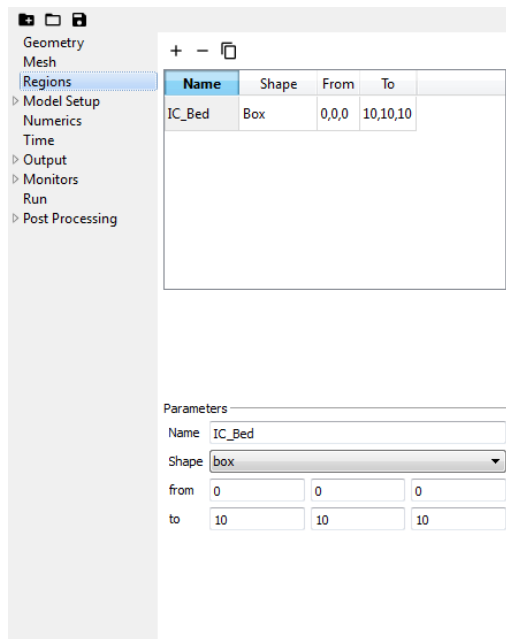 Geometry
Mesh
Regions
Model Setup
Numerics
Time
Output
Monitors
Run
Post Processing
Name Shape From To
IC_Bed Box 0,0,0 10,10,10
Parameters
Name IC_Bed
Shape box
from 0 0 0
to 10 10 10